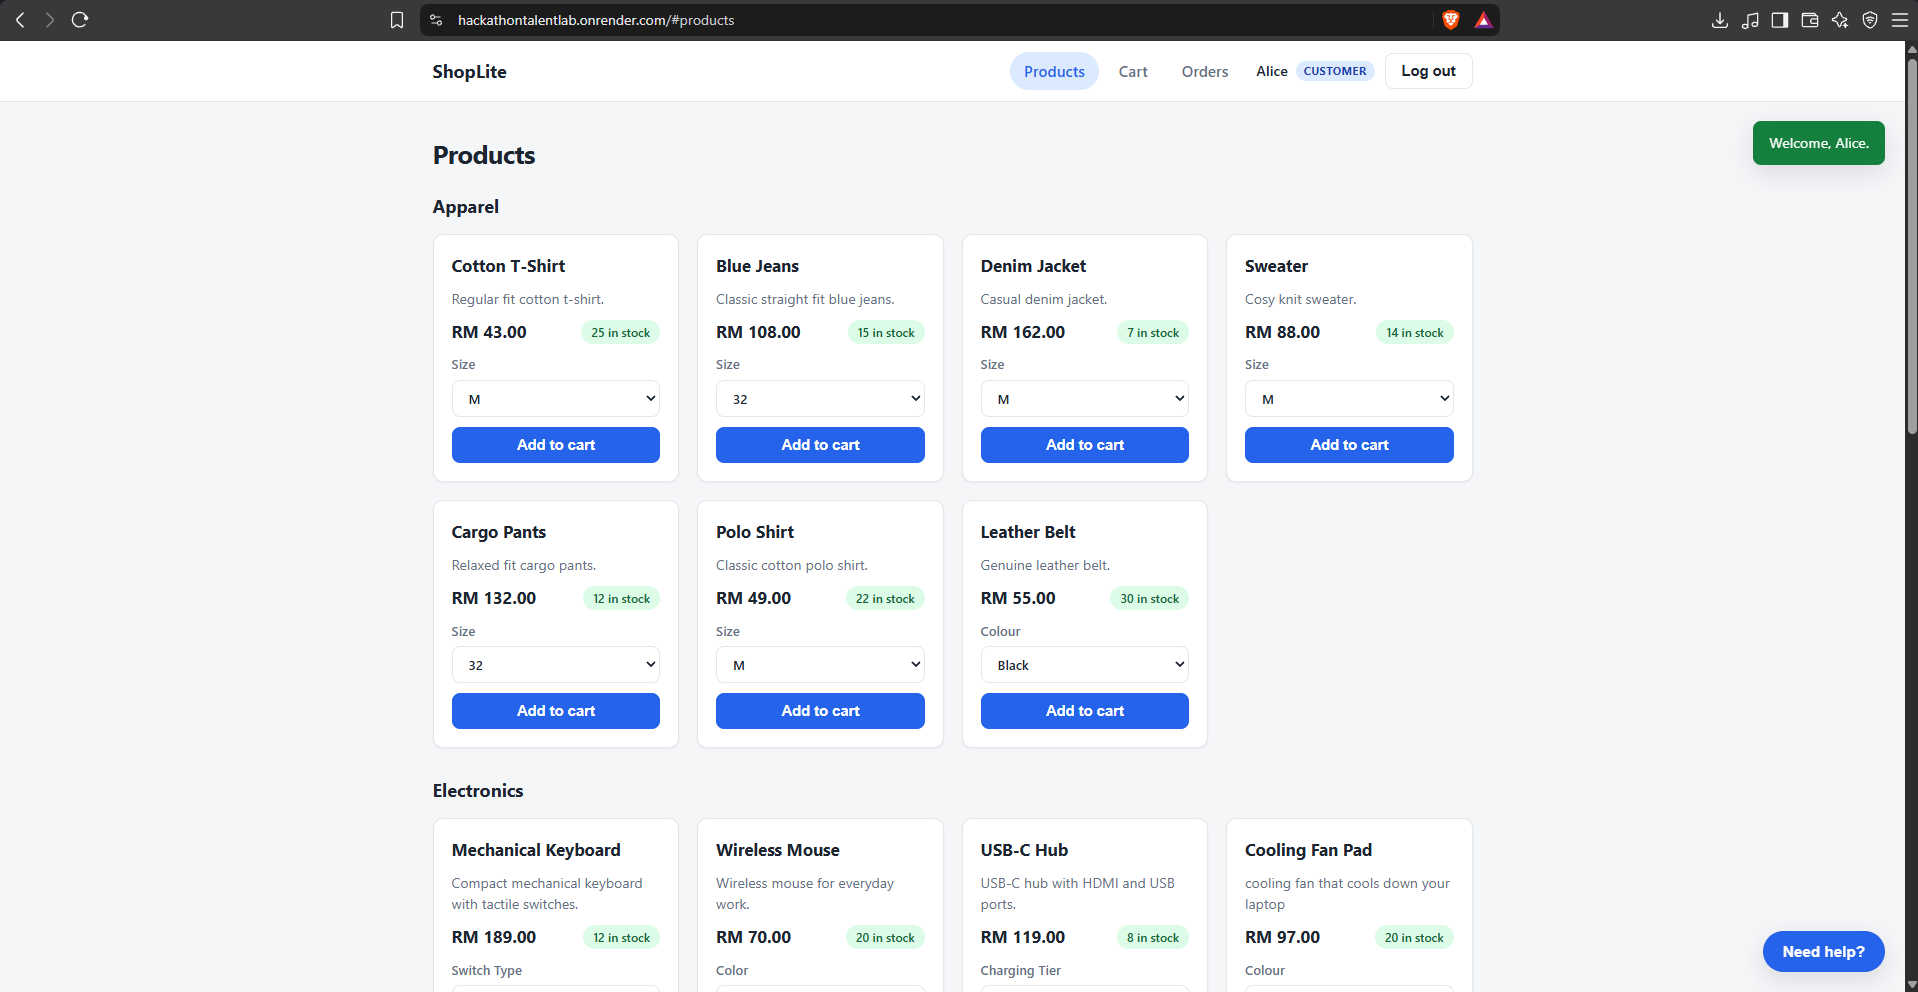 hackathontalentlab.onrender.com/#products
ShopLite
Products
Cart
Orders
Alice
CUSTOMER
Log out
Welcome, Alice.
Products
Apparel
Cotton T-Shirt
Regular fit cotton t-shirt.
RM 43.00
25 in stock
Size
M
Add to cart
Blue Jeans
Classic straight fit blue jeans.
RM 108.00
15 in stock
Size
32
Add to cart
Denim Jacket
Casual denim jacket.
RM 162.00
7 in stock
Size
M
Add to cart
Sweater
Cosy knit sweater.
RM 88.00
14 in stock
Size
M
Add to cart
Cargo Pants
Relaxed fit cargo pants.
RM 132.00
12 in stock
Size
32
Add to cart
Polo Shirt
Classic cotton polo shirt.
RM 49.00
22 in stock
Size
M
Add to cart
Leather Belt
Genuine leather belt.
RM 55.00
30 in stock
Colour
Black
Add to cart
Electronics
Mechanical Keyboard
Compact mechanical keyboard
with tactile switches.
RM 189.00
12 in stock
Switch Type
Wireless Mouse
Wireless mouse for everyday
work.
RM 70.00
20 in stock
Color
USB-C Hub
USB-C hub with HDMI and USB
ports.
RM 119.00
8 in stock
Charging Tier
Cooling Fan Pad
cooling fan that cools down your
laptop
RM 97.00
20 in stock
Colour
Need help?